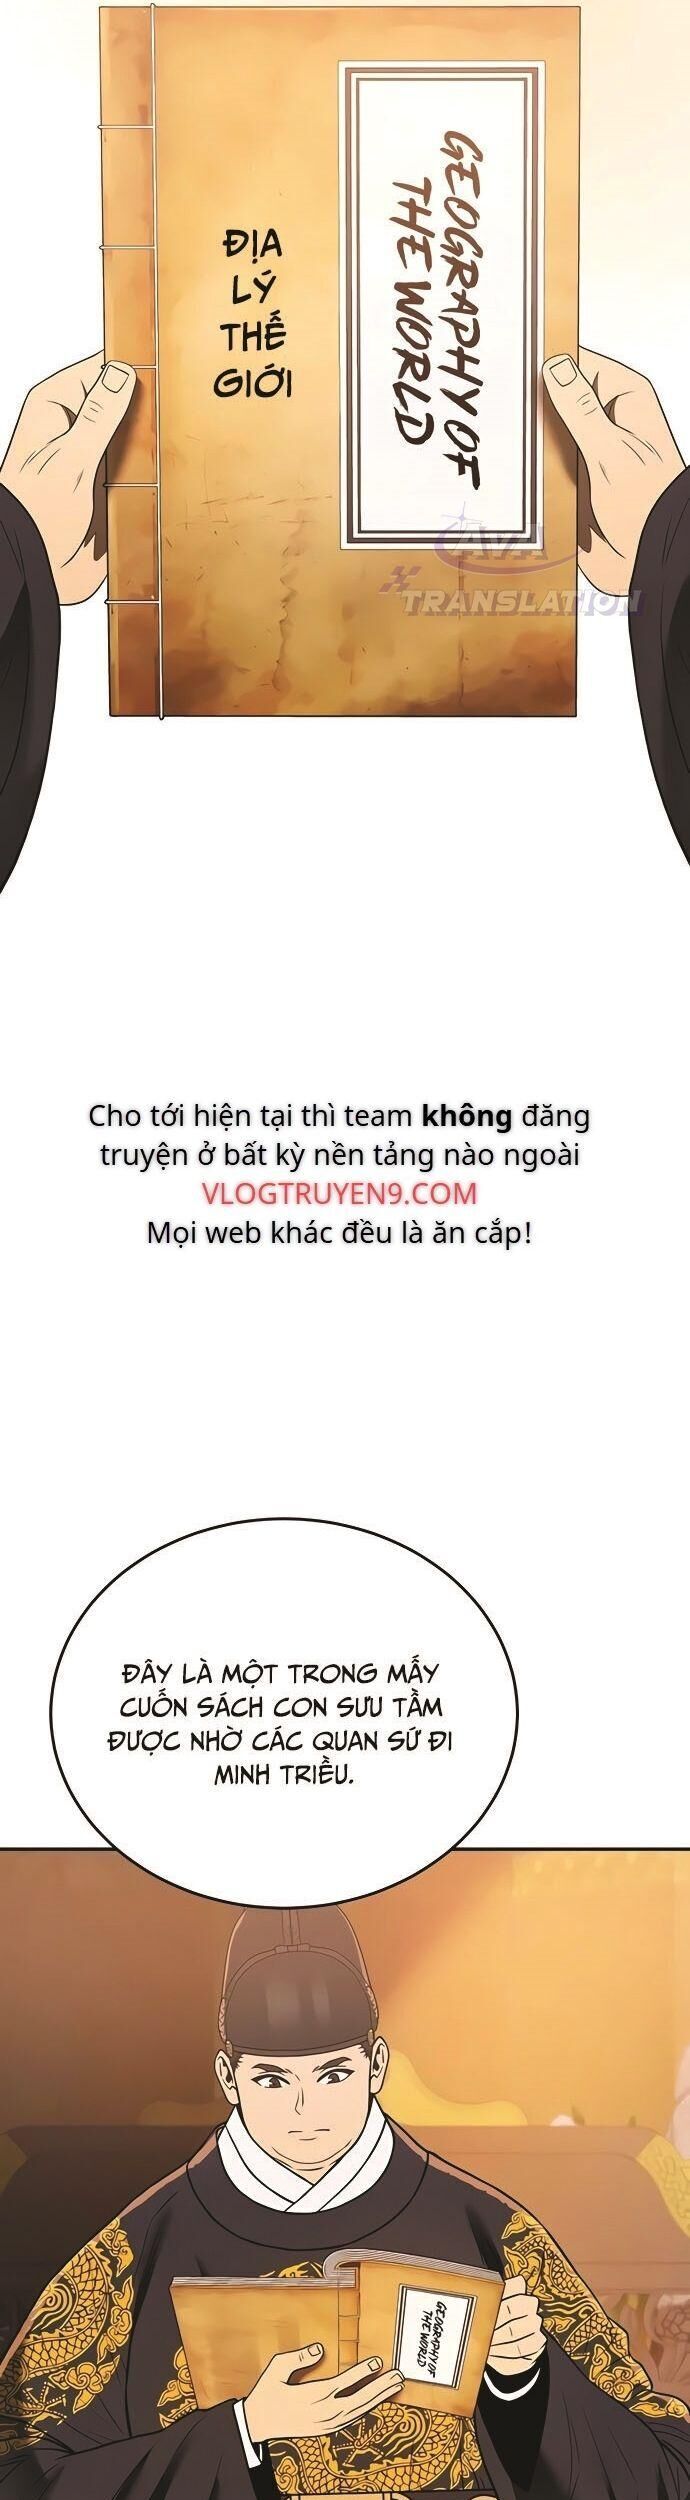 GEOGRAPHY OF
THE WORLD
ĐỊA
LÝ
THẾ
GIỚI
AVA
TRANSLATION
Cho tới hiện tại thì team không đăng
truyện ở bất kỳ nền tảng nào ngoài
VLOGTRUYEN9.COM
Mọi web khác đều là ăn cắp!
ĐÂY LÀ MỘT TRONG MẤY
CUỐN SÁCH CON SƯU TẦM
ĐƯỢC NHỜ CÁC QUAN SỨ ĐI
MINH TRIỀU.
GEOGRAPHY OF
THE WORLD